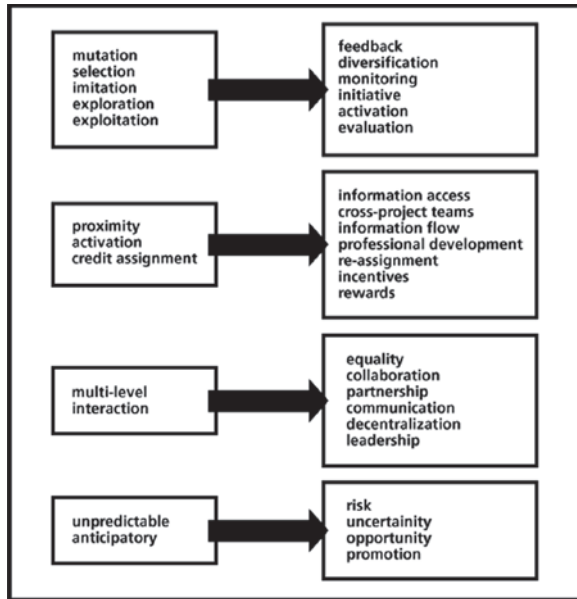 mutation
selection
imitation
exploration
exploitation
feedback
diversification
monitoring
initiative
activation
evaluation
proximity
activation
credit assignment
information access
cross-project teams
information flow
professional development
re-assignment
incentives
rewards
multi-level
interaction
equality
collaboration
partnership
communication
decentralization
leadership
unpredictable
anticipatory
risk
uncertainity
opportunity
promotion